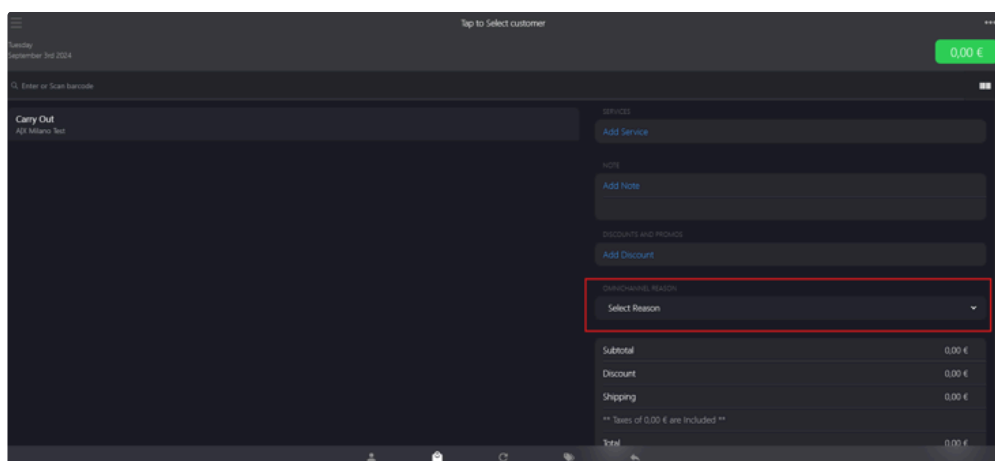 Tap to Select customer
Tuesday
September 3rd 2024
0,00 €
Enter or Scan barcode
Carry Out
A|X Milano Test
SERVICES
Add Service
NOTE
Add Note
DISCOUNTS AND PROMOS
Add Discount
OMNICHANNEL REASON
Select Reason
Subtotal 0,00 €
Discount 0,00 €
Shipping 0,00 €
** Taxes of 0,00 € are Included **
Total 0,00 €